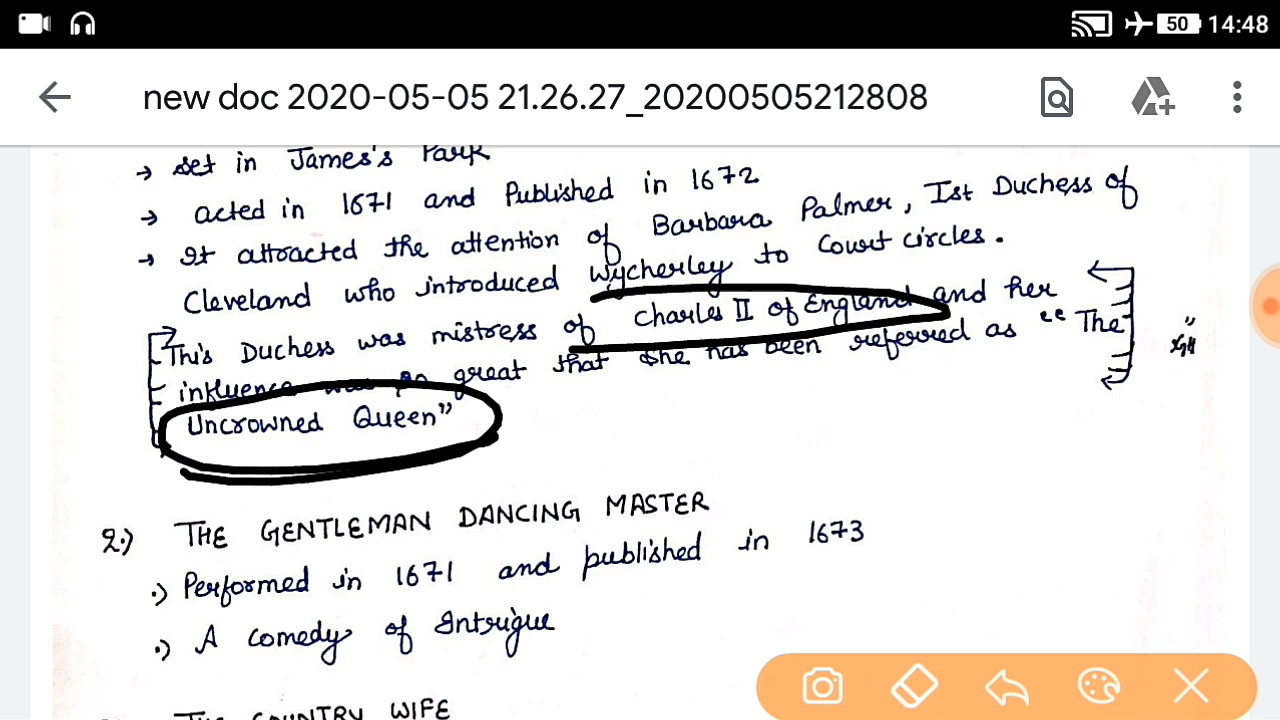 50 14:48
new doc 2020-05-05 21.26.27_20200505212808
→ set in James's Park
→ acted in 1671 and Published in 1672
→ It attracted the attention of Barbara Palmer, Ist Duchess of
Cleveland who introduced Wycherley to Court circles.
This Duchess was mistress of Charles II of England and her
influence was so great that she has been referred as "The
Uncrowned Queen"
2.) THE GENTLEMAN DANCING MASTER
.) Performed in 1671 and published in 1673
.) A comedy of Intrigue
THE COUNTRY WIFE